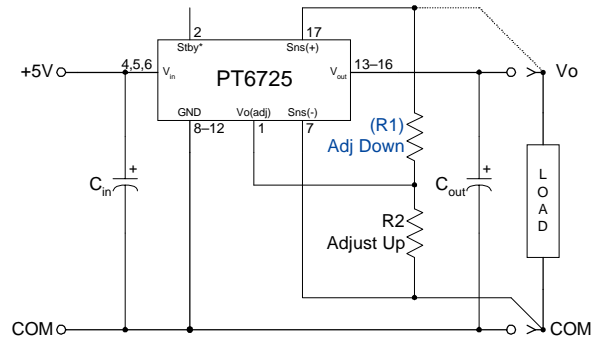 2
17
Stby*
Sns(+)
+5V
4,5,6
Vin
PT6725
Vout
13–16
Vo
GND
Vo(adj)
Sns(-)
8–12
1
7
(R1)
Adj Down
+
Cin
+
Cout
L
O
A
D
R2
Adjust Up
COM
COM